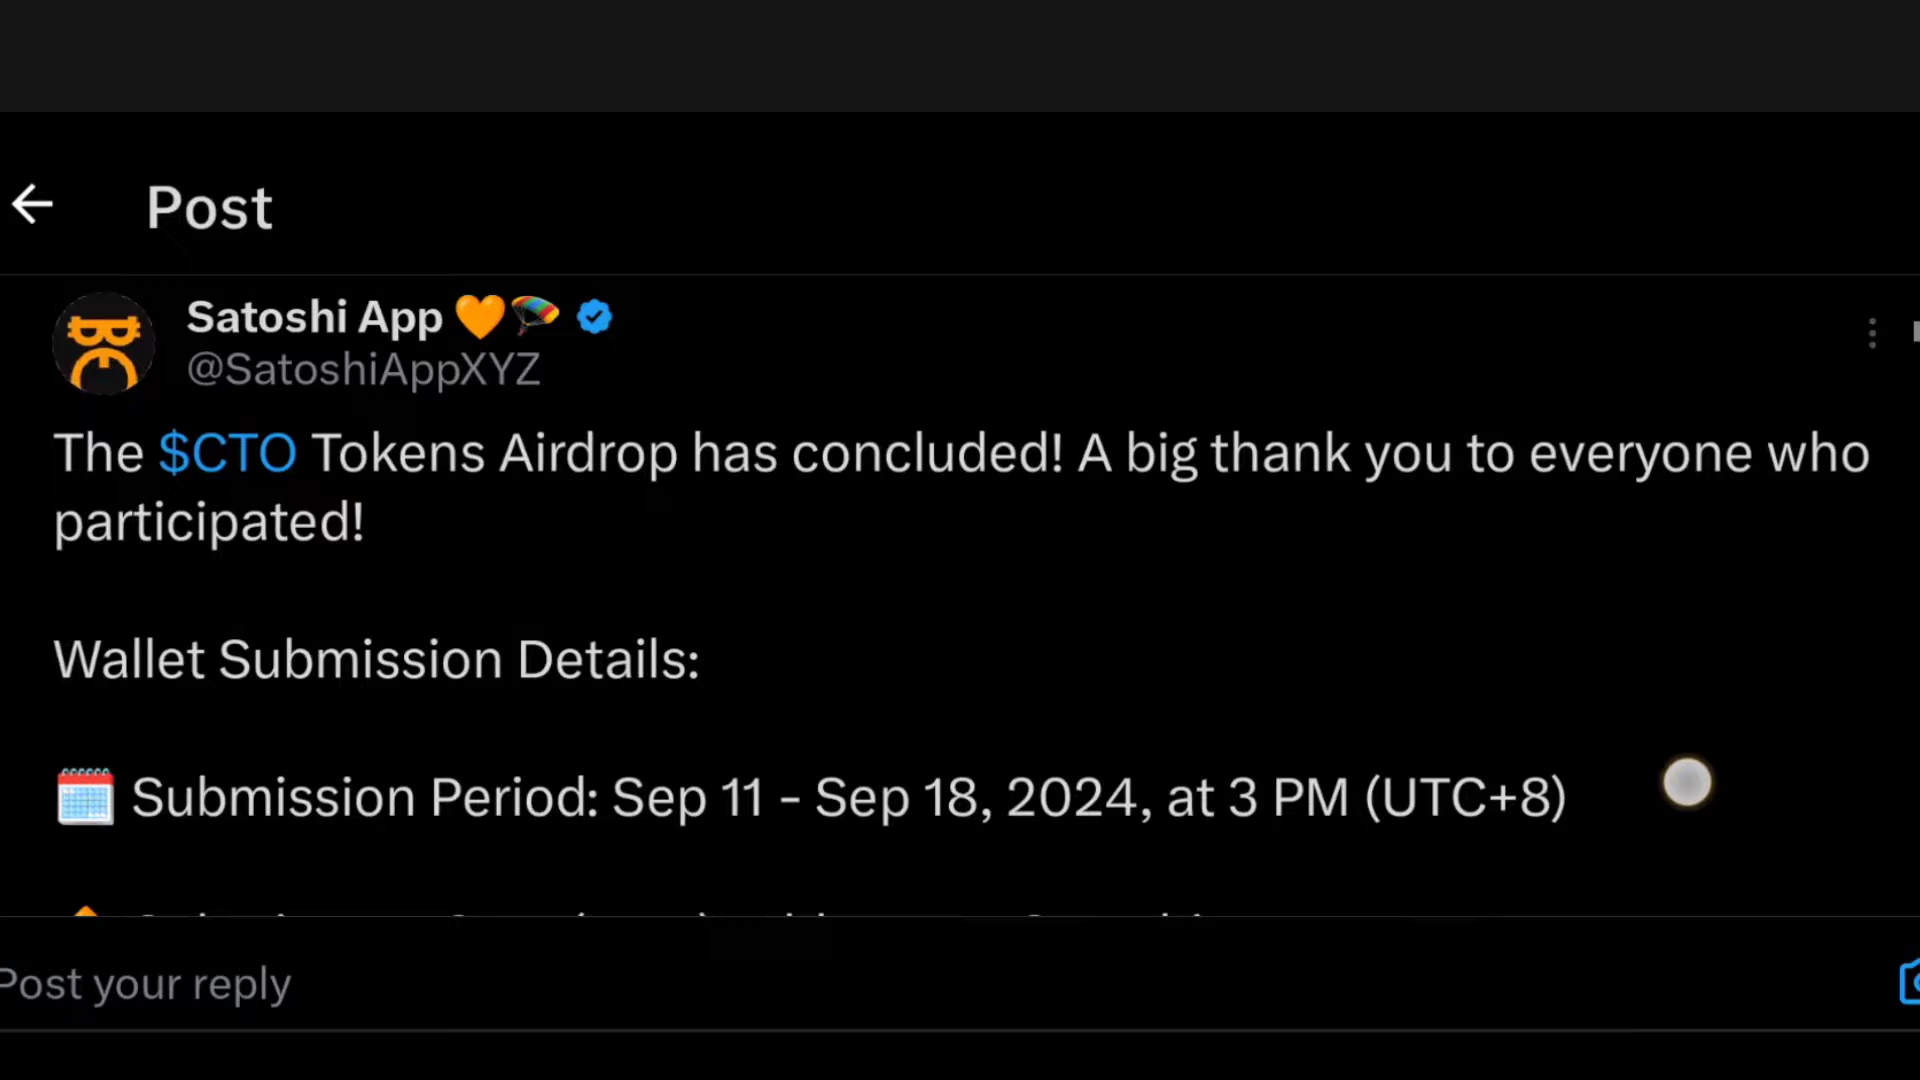 Post
Satoshi App 🧡🪂
@SatoshiAppXYZ
The $CTO Tokens Airdrop has concluded! A big thank you to everyone who
participated!
Wallet Submission Details:
🗓️ Submission Period: Sep 11 - Sep 18, 2024, at 3 PM (UTC+8)
Post your reply